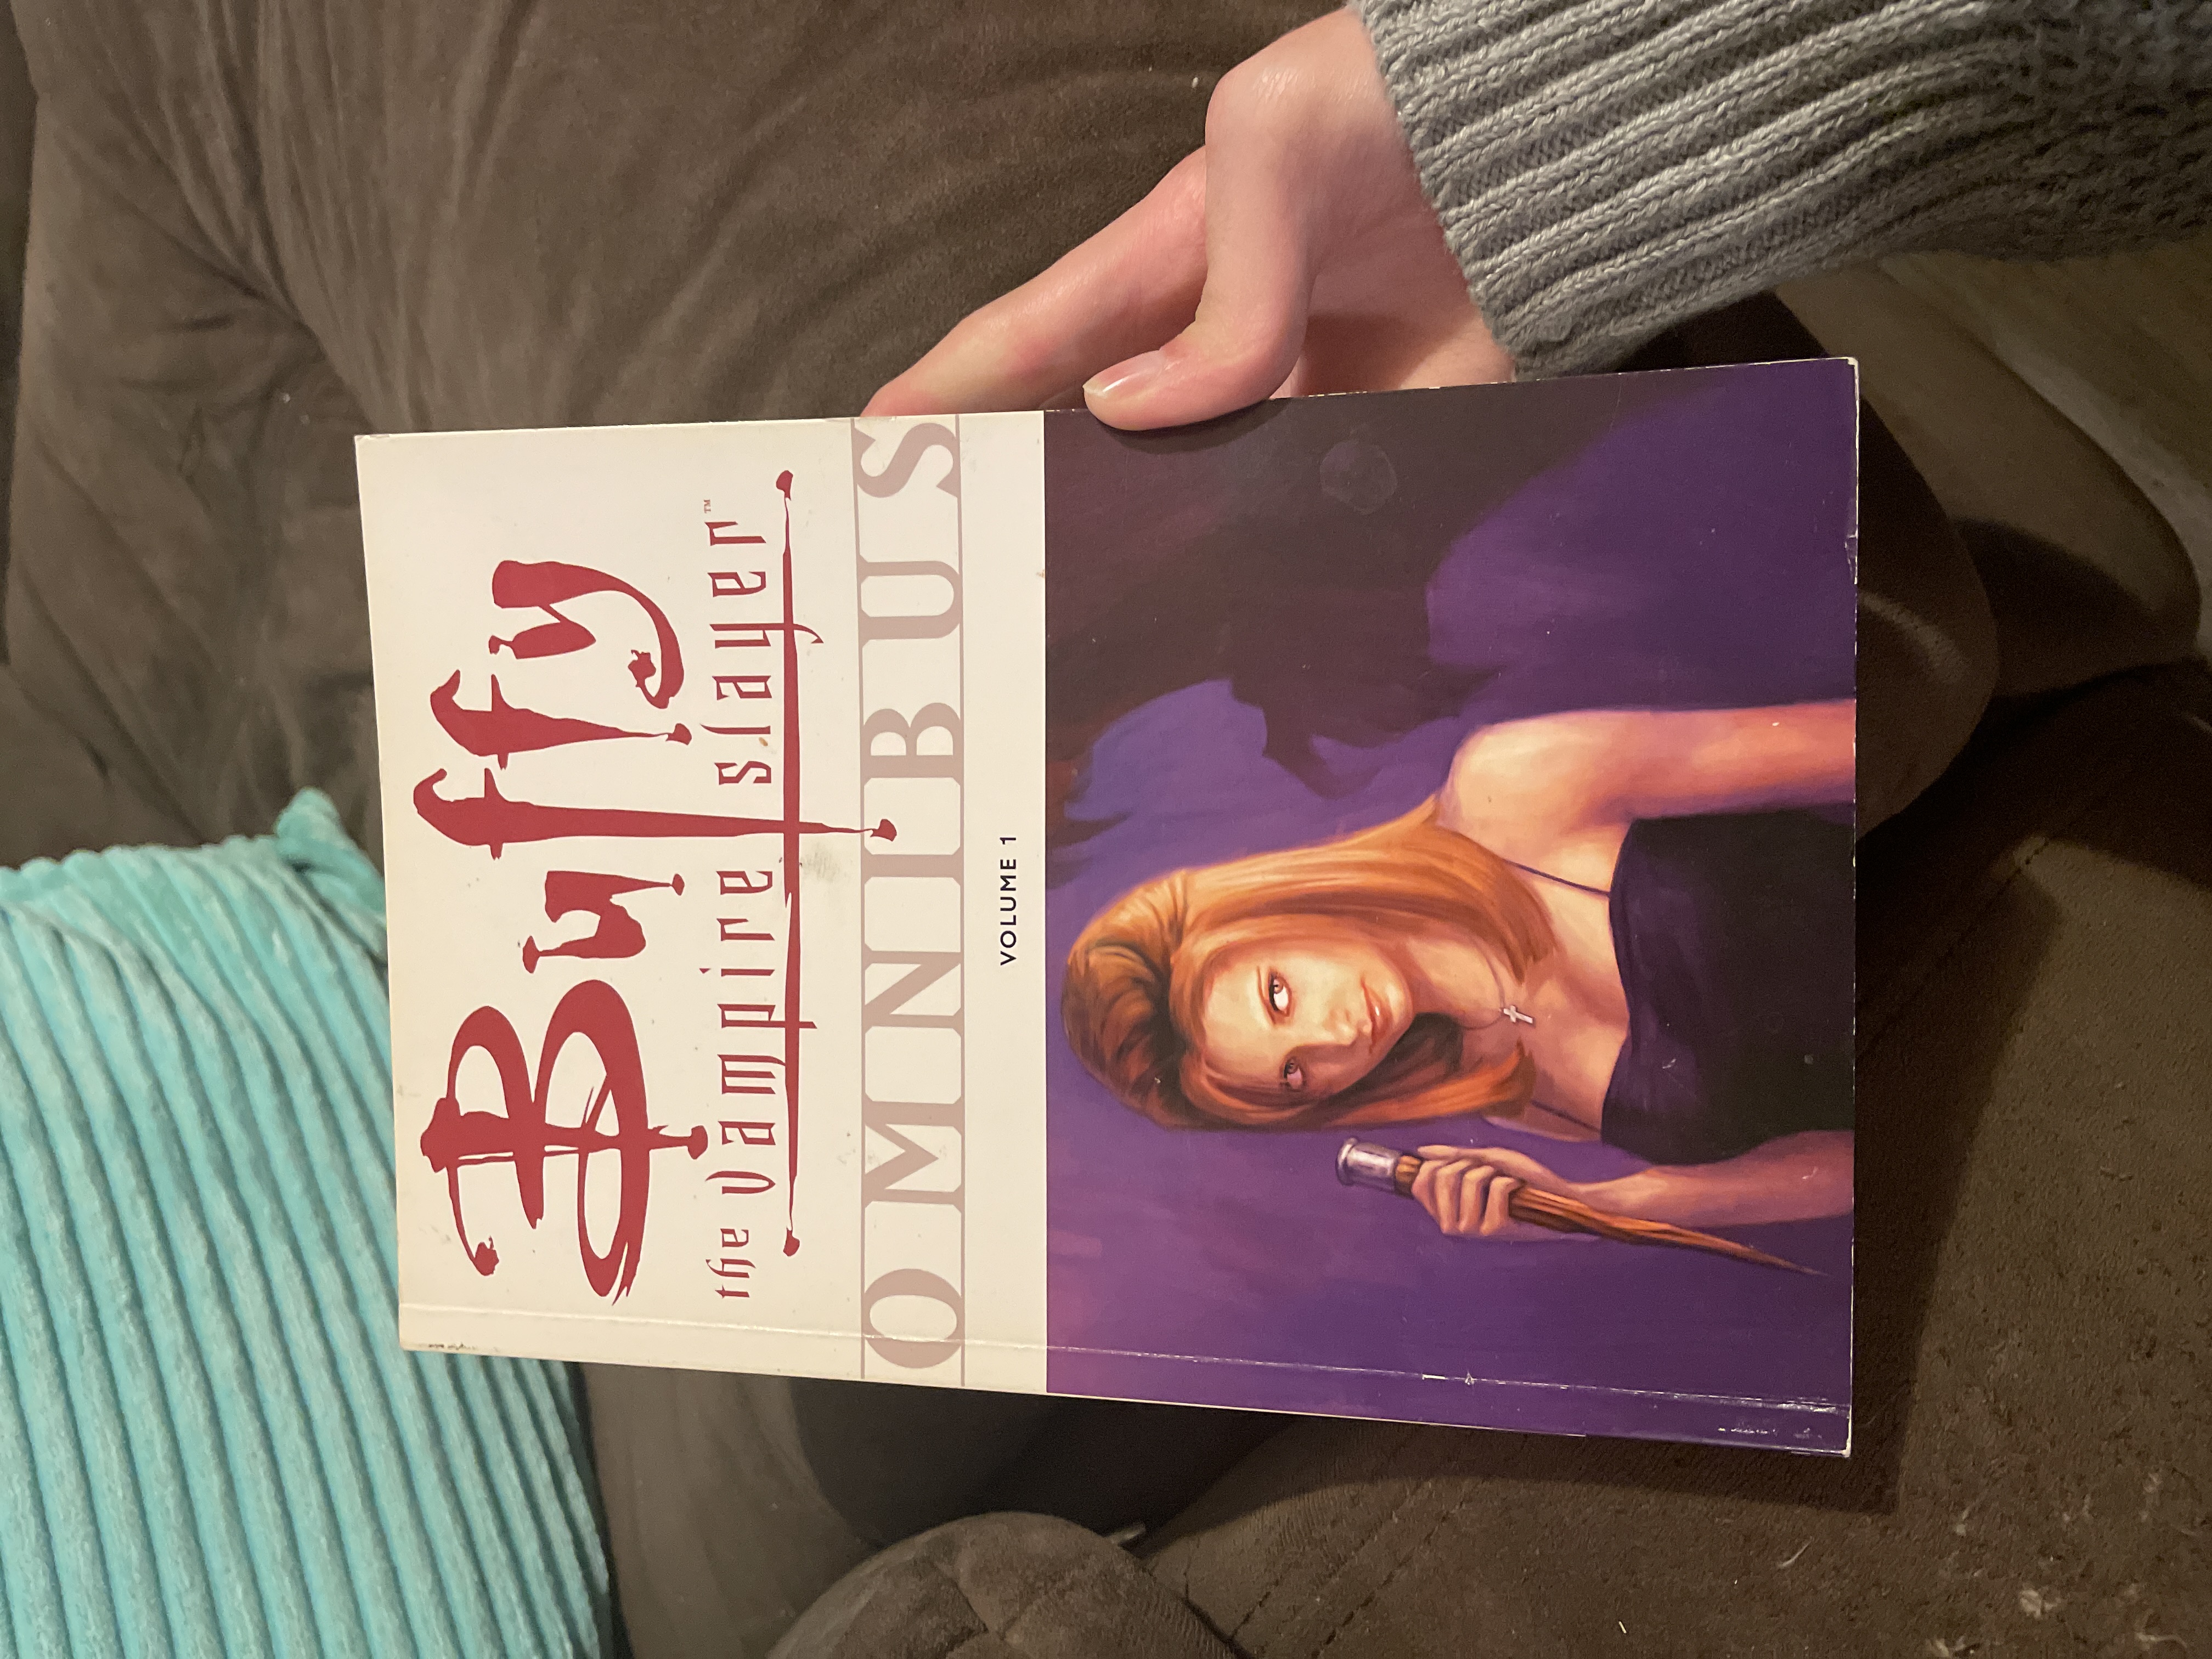 Buffy
the vampire slayer™
OMNIBUS
VOLUME 1